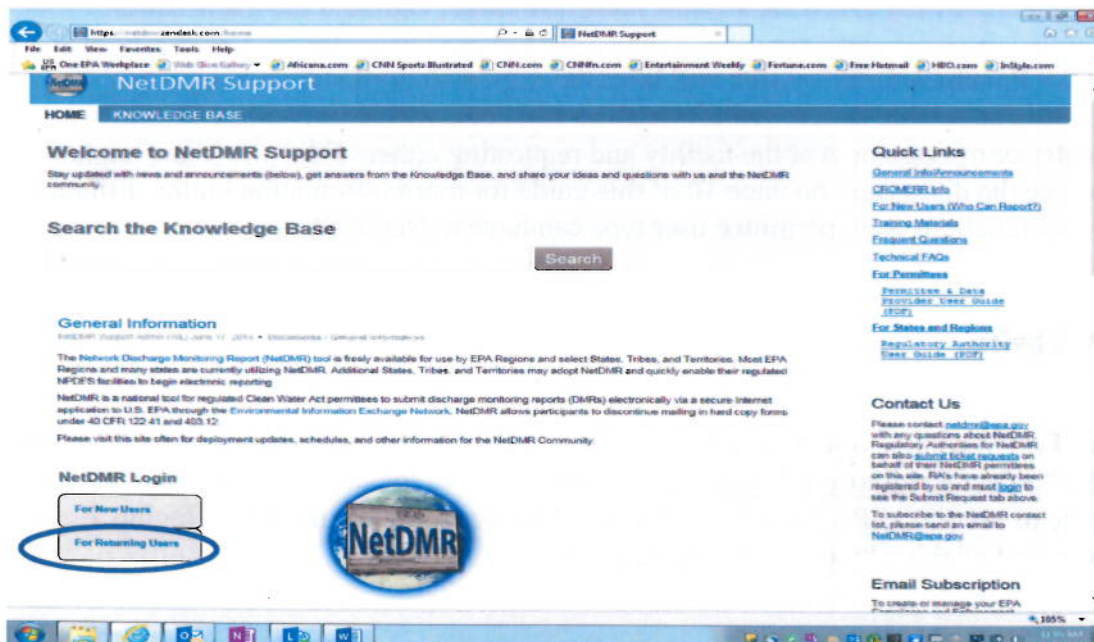 https://netdmr.zendesk.com/home
NetDMR Support
File Edit View Favorites Tools Help
US EPA One EPA Workplace Web Slice Gallery Africana.com CNN Sports Illustrated CNN.com CNNfn.com Entertainment Weekly Fortune.com Free Hotmail HBO.com InStyle.com
NetDMR Support
HOME KNOWLEDGE BASE
Welcome to NetDMR Support
Stay updated with news and announcements (below), get answers from the Knowledge Base, and share your ideas and questions with us and the NetDMR
community.
Search the Knowledge Base
Search
General Information
The Network Discharge Monitoring Report (NetDMR) tool is freely available for use by EPA Regions and select States, Tribes, and Territories. Most EPA
Regions and many states are currently utilizing NetDMR. Additional States, Tribes, and Territories may adopt NetDMR and quickly enable their regulated
NPDES facilities to begin electronic reporting
NetDMR is a national tool for regulated Clean Water Act permittees to submit discharge monitoring reports (DMRs) electronically via a secure Internet
application to U.S. EPA through the Environmental Information Exchange Network. NetDMR allows participants to discontinue mailing in hard copy forms
under 40 CFR 122.41 and 403.12.
Please visit this site often for deployment updates, schedules, and other information for the NetDMR Community.
NetDMR Login
For New Users
For Returning Users
NetDMR
Quick Links
General Info/Announcements
CROMERR Info
For New Users (Who Can Report?)
Training Materials
Frequent Questions
Technical FAQs
For Permittees
Permittee & Data
Provider User Guide
(PDF)
For States and Regions
Regulatory Authority
User Guide (PDF)
Contact Us
Please contact netdmr@epa.gov
with any questions about NetDMR.
Regulatory Authorities for NetDMR
can also submit ticket requests on
behalf of their NetDMR permittees
on this site. RA's have already been
registered by us and must login to
see the Submit Request tab above.
To subscribe to the NetDMR contact
list, please send an email to
NetDMR@epa.gov.
Email Subscription
To create or manage your EPA
105%